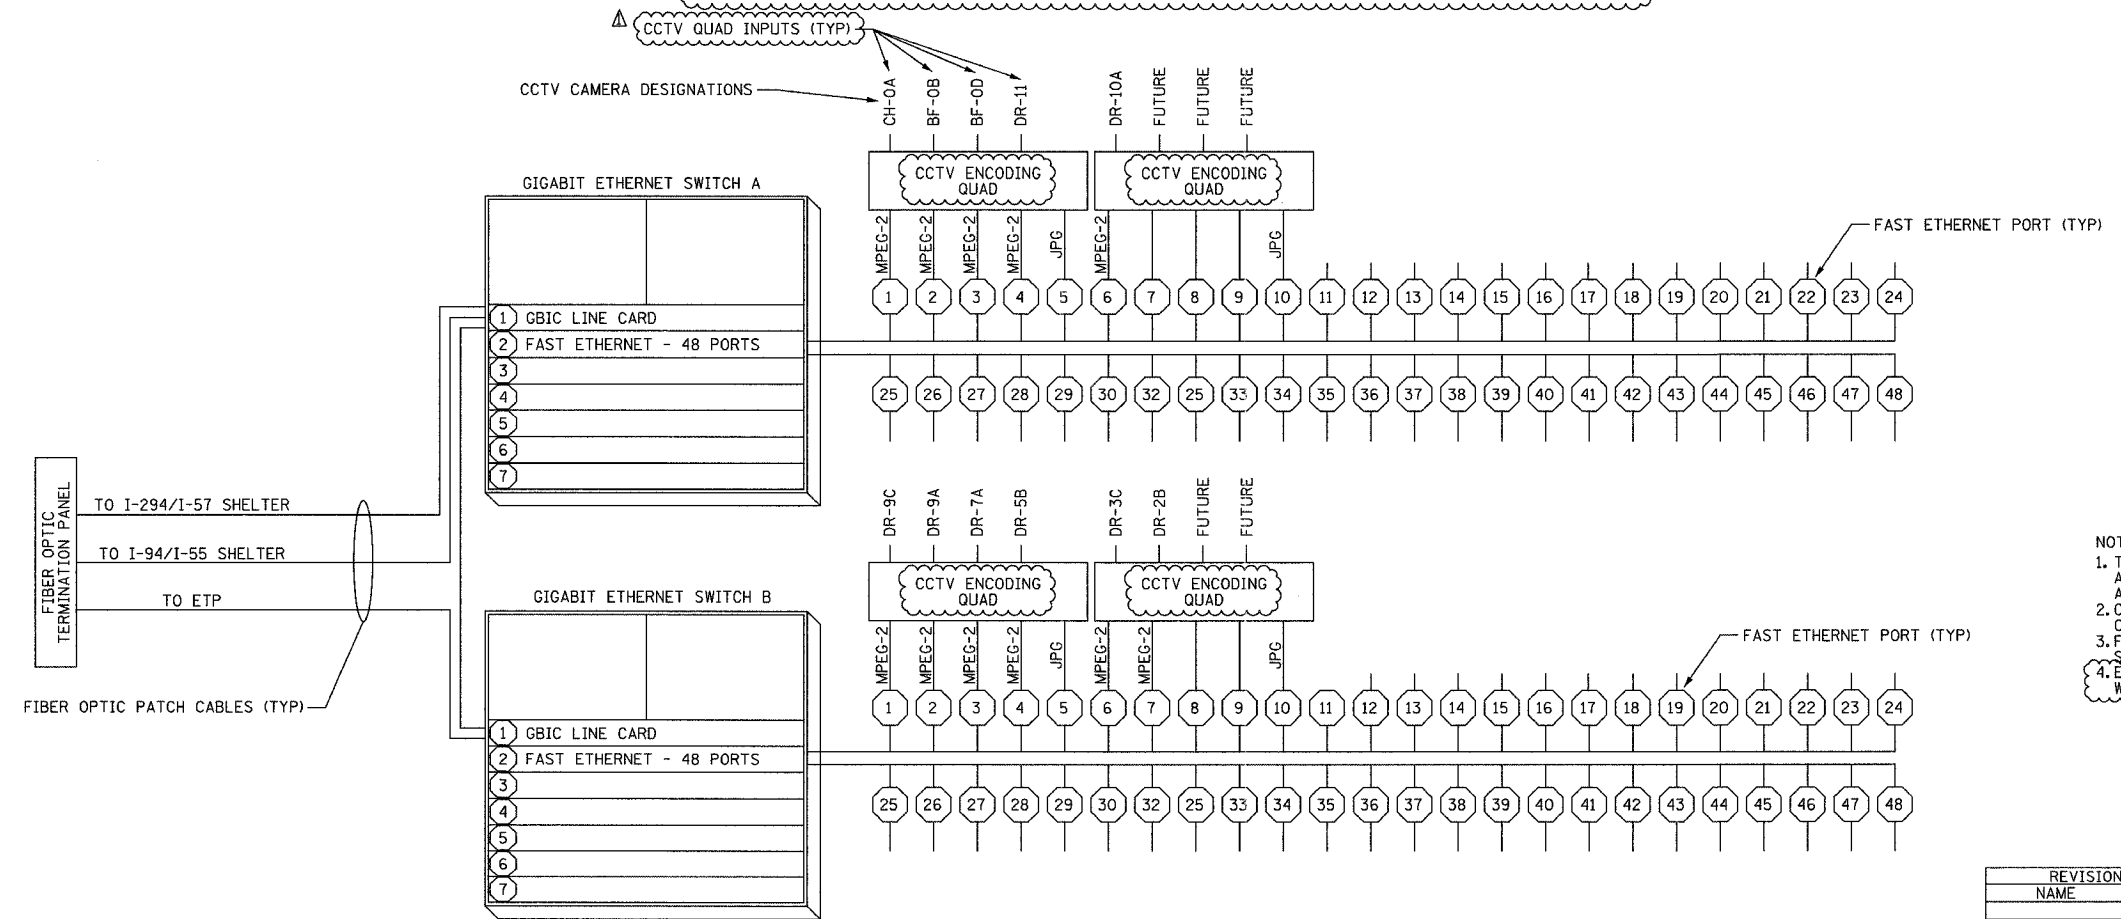 CCTV QUAD INPUTS (TYP)
CCTV CAMERA DESIGNATIONS
CH-0A
BF-0B
BF-0D
DR-11
DR-10A
FUTURE
FUTURE
FUTURE
CCTV ENCODING
QUAD
CCTV ENCODING
QUAD
GIGABIT ETHERNET SWITCH A
MPEG-2
MPEG-2
MPEG-2
MPEG-2
JPG
MPEG-2
JPG
FAST ETHERNET PORT (TYP)
1 2 3 4 5 6 7 8 9 10 11 12 13 14 15 16 17 18 19 20 21 22 23 24
1 GBIC LINE CARD
2 FAST ETHERNET - 48 PORTS
3
4
5
6
7
25 26 27 28 29 30 32 25 33 34 35 36 37 38 39 40 41 42 43 44 45 46 47 48
FIBER OPTIC
TERMINATION PANEL
TO I-294/I-57 SHELTER
TO I-94/I-55 SHELTER
TO ETP
FIBER OPTIC PATCH CABLES (TYP)
DR-9C
DR-9A
DR-7A
DR-5B
DR-3C
DR-2B
FUTURE
FUTURE
CCTV ENCODING
QUAD
CCTV ENCODING
QUAD
GIGABIT ETHERNET SWITCH B
MPEG-2
MPEG-2
MPEG-2
MPEG-2
JPG
MPEG-2
MPEG-2
JPG
FAST ETHERNET PORT (TYP)
1 2 3 4 5 6 7 8 9 10 11 12 13 14 15 16 17 18 19 20 21 22 23 24
1 GBIC LINE CARD
2 FAST ETHERNET - 48 PORTS
3
4
5
6
7
25 26 27 28 29 30 32 25 33 34 35 36 37 38 39 40 41 42 43 44 45 46 47 48
1.
2.
3.
4.
REVISION
NAME